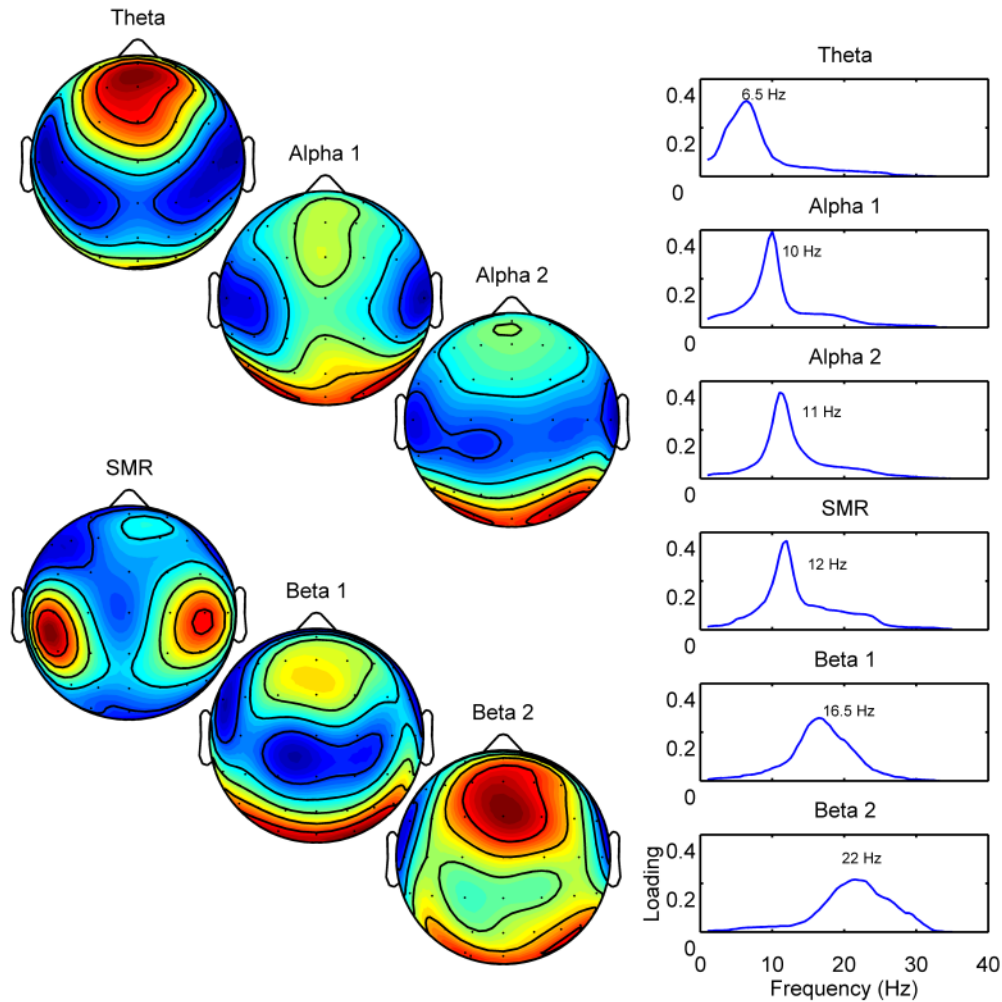 Theta
Alpha 1
Alpha 2
SMR
Beta 1
Beta 2
Theta
0.4
0.2
0
6.5 Hz
Alpha 1
0.4
0.2
0
10 Hz
Alpha 2
0.4
0.2
0
11 Hz
SMR
0.4
0.2
0
12 Hz
Beta 1
0.4
0.2
0
16.5 Hz
Beta 2
0.4
0.2
0
22 Hz
Loading
0 10 20 30 40
Frequency (Hz)